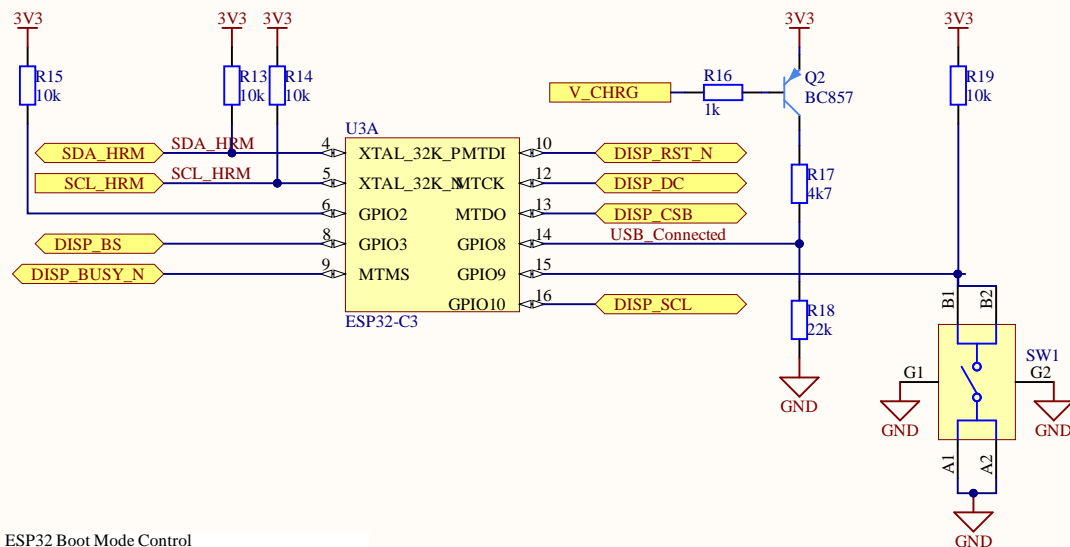 3V3 3V3 3V3 3V3 3V3
R15
10k
R13
10k
R14
10k
V_CHRG
R16
1k
Q2
BC857
R19
10k
U3A
SDA_HRM SDA_HRM 4 XTAL_32K_P MTDI 10 DISP_RST_N
SCL_HRM SCL_HRM 5 XTAL_32K_N MTCK 12 DISP_DC
6 GPIO2 MTDO 13 DISP_CSB
DISP_BS 8 GPIO3 GPIO8 14 USB_Connected
DISP_BUSY_N 9 MTMS GPIO9 15
GPIO10 16 DISP_SCL
ESP32-C3
R17
4k7
R18
22k
GND
B1 B2
SW1
G1 G2
GND GND
A1 A2
GND
ESP32 Boot Mode Control